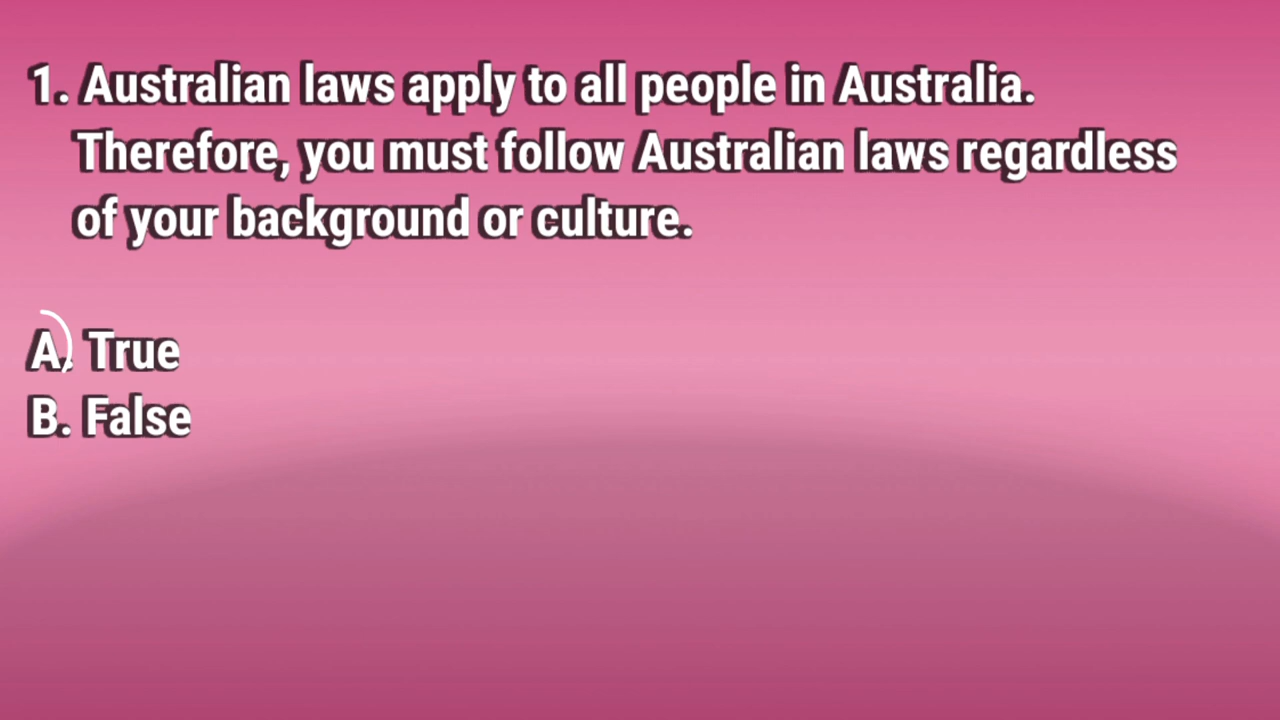 1. Australian laws apply to all people in Australia.
Therefore, you must follow Australian laws regardless
of your background or culture.
A. True
B. False